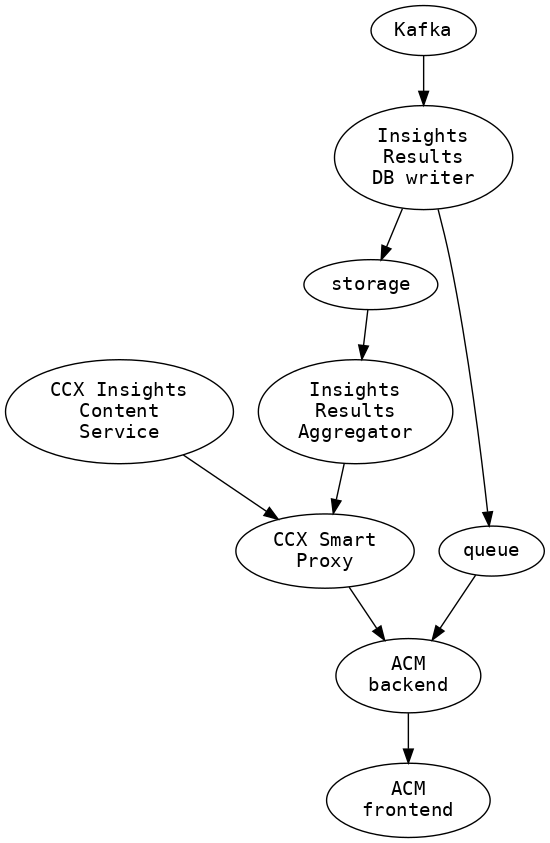 Kafka
Insights
Results
DB writer
storage
CCX Insights
Content
Service
Insights
Results
Aggregator
CCX Smart
Proxy
queue
ACM
backend
ACM
frontend